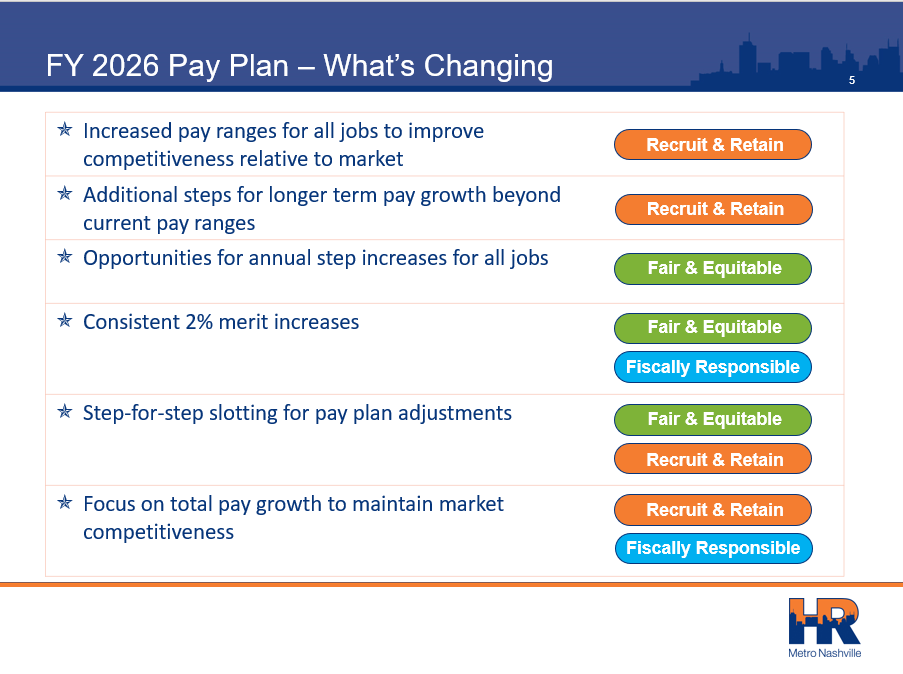 FY 2026 Pay Plan – What’s Changing
5
✯ Increased pay ranges for all jobs to improve
competitiveness relative to market
Recruit & Retain
✯ Additional steps for longer term pay growth beyond
current pay ranges
Recruit & Retain
✯ Opportunities for annual step increases for all jobs
Fair & Equitable
✯ Consistent 2% merit increases
Fair & Equitable
Fiscally Responsible
✯ Step-for-step slotting for pay plan adjustments
Fair & Equitable
Recruit & Retain
✯ Focus on total pay growth to maintain market
competitiveness
Recruit & Retain
Fiscally Responsible
HR
Metro Nashville